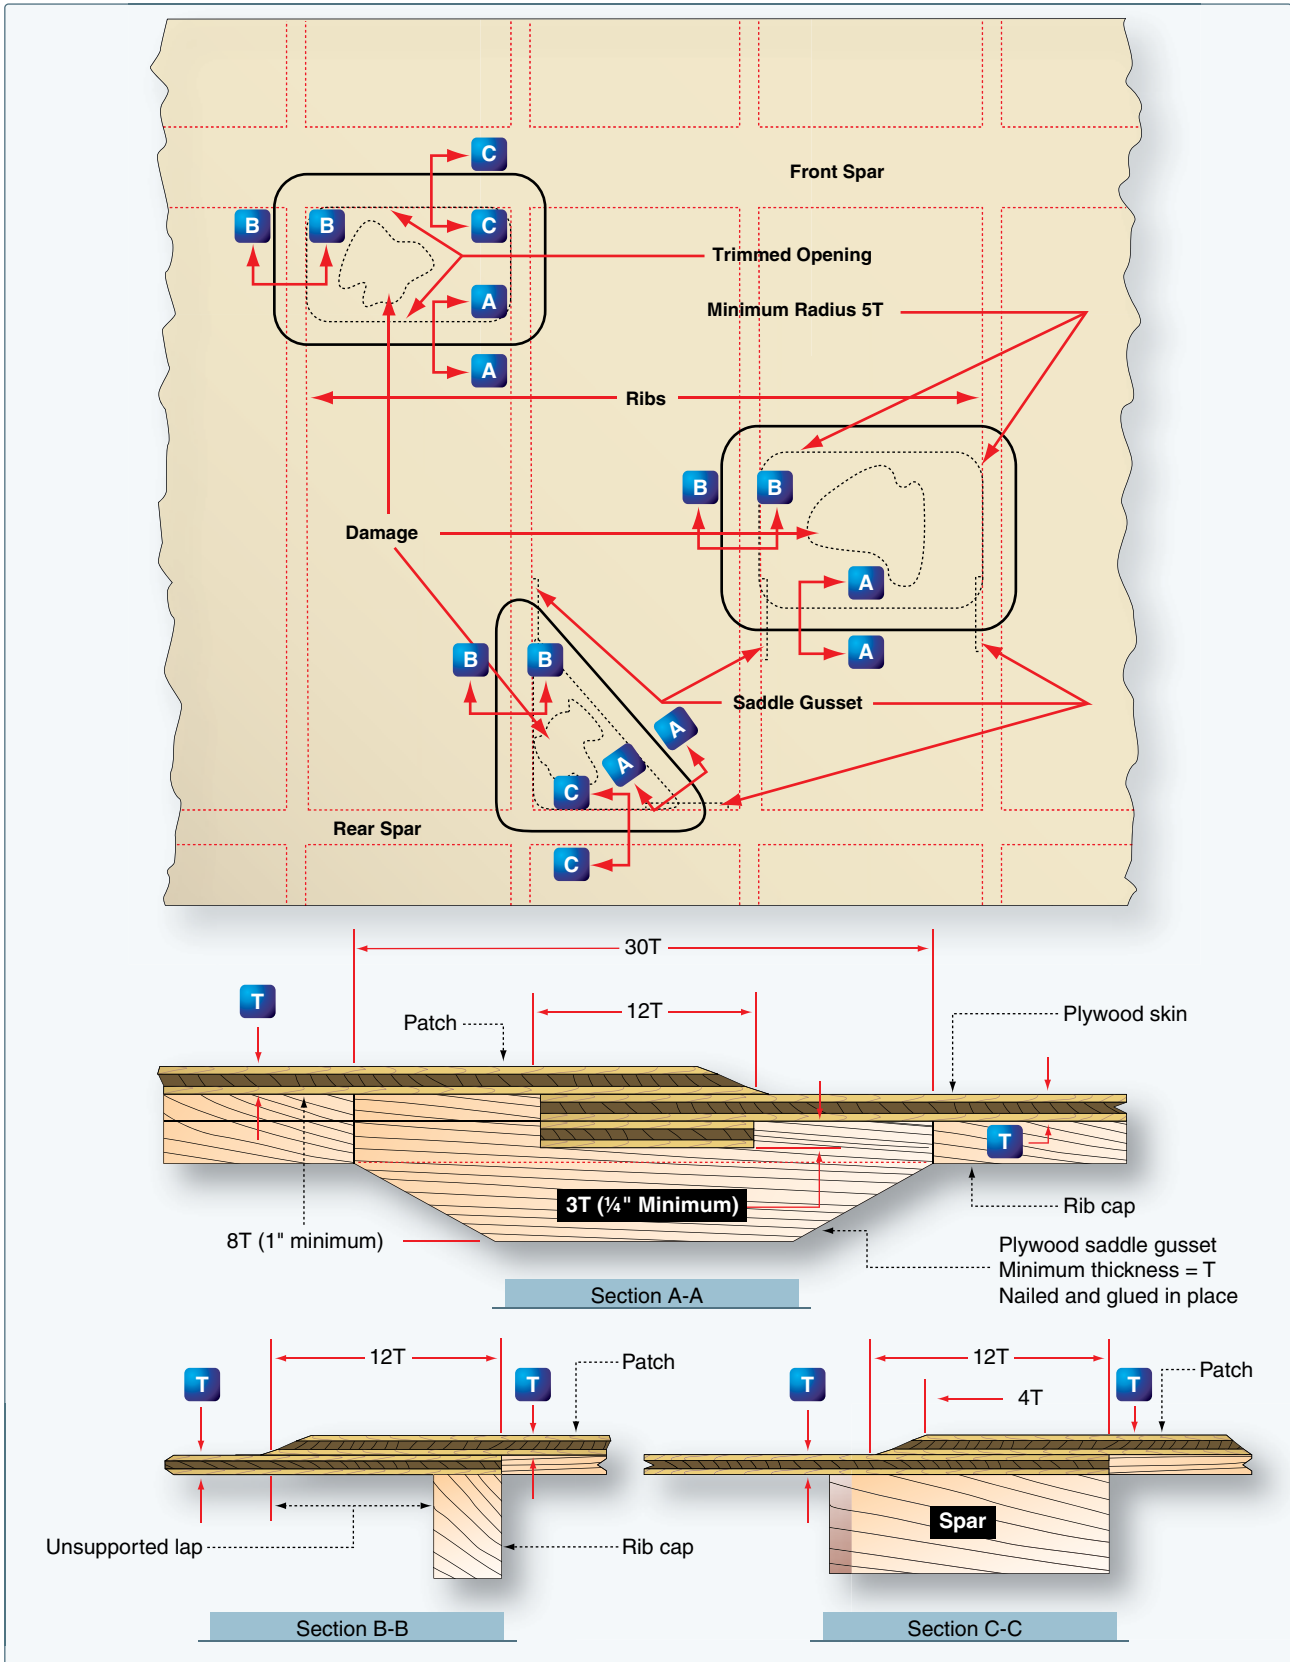 C
Front Spar
B
B
C
Trimmed Opening
A
Minimum Radius 5T
A
Ribs
B
B
Damage
A
A
B
B
Saddle Gusset
A
A
C
Rear Spar
C
30T
T
12T
Patch
Plywood skin
T
3T (¼" Minimum)
Rib cap
8T (1" minimum)
Plywood saddle gusset
Minimum thickness = T
Nailed and glued in place
Section A-A
12T
T
T
Patch
Unsupported lap
Rib cap
Section B-B
12T
T
T
Patch
4T
Spar
Section C-C